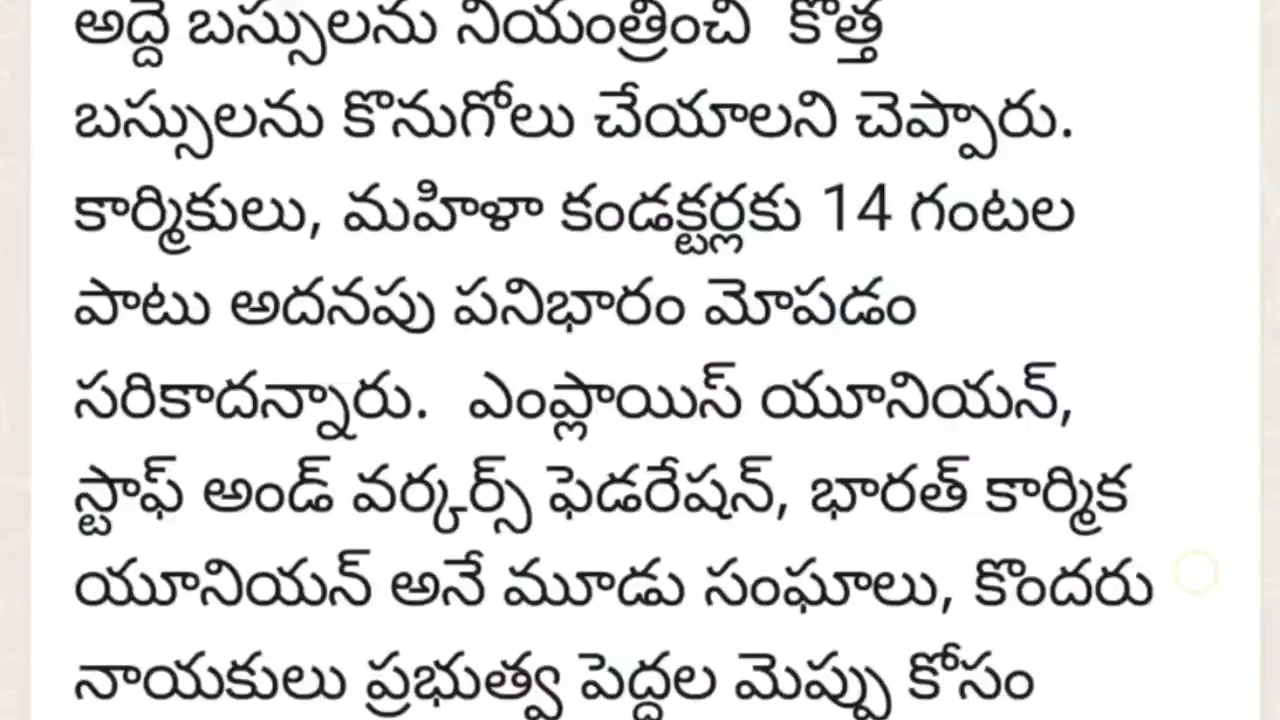 అద్దె బస్సులను నియంత్రించి  కొత్త
బస్సులను కొనుగోలు చేయాలని చెప్పారు.
కార్మికులు, మహిళా కండక్టర్లకు 14 గంటల
పాటు అదనపు పనిభారం మోపడం
సరికాదన్నారు.  ఎంప్లాయిస్ యూనియన్,
స్టాఫ్ అండ్ వర్కర్స్ ఫెడరేషన్, భారత్ కార్మిక
యూనియన్ అనే మూడు సంఘాలు, కొందరు
నాయకులు ప్రభుత్వ పెద్దల మెప్పు కోసం